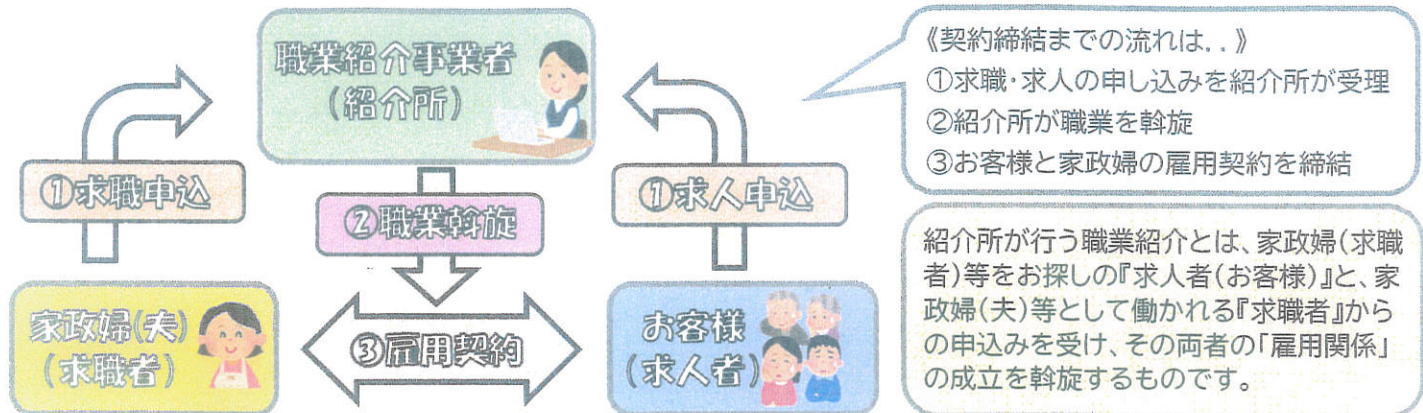 職業紹介事業者
(紹介所)
①求職申込
②職業斡旋
①求人申込
家政婦(夫)
(求職者)
③雇用契約
お客様
(求人者)
《契約締結までの流れは..》
①求職・求人の申し込みを紹介所が受理
②紹介所が職業を斡旋
③お客様と家政婦の雇用契約を締結
紹介所が行う職業紹介とは、家政婦(求職
者)等をお探しの『求人者(お客様)』と、家
政婦(夫)等として働かれる『求職者』から
の申込みを受け、その両者の「雇用関係」
の成立を斡旋するものです。